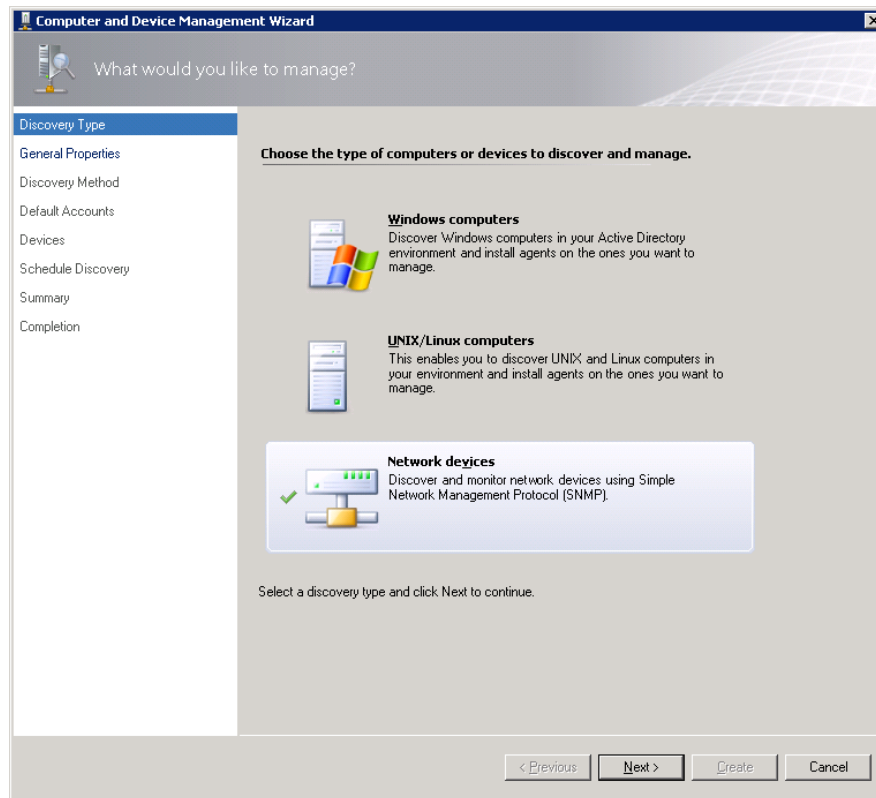 Computer and Device Management Wizard
What would you like to manage?
Discovery Type
General Properties
Discovery Method
Default Accounts
Devices
Schedule Discovery
Summary
Completion
Choose the type of computers or devices to discover and manage.
Windows computers
Discover Windows computers in your Active Directory
environment and install agents on the ones you want to
manage.
UNIX/Linux computers
This enables you to discover UNIX and Linux computers in
your environment and install agents on the ones you want to
manage.
Network devices
Discover and monitor network devices using Simple
Network Management Protocol (SNMP).
Select a discovery type and click Next to continue.
< Previous
Next >
Create
Cancel